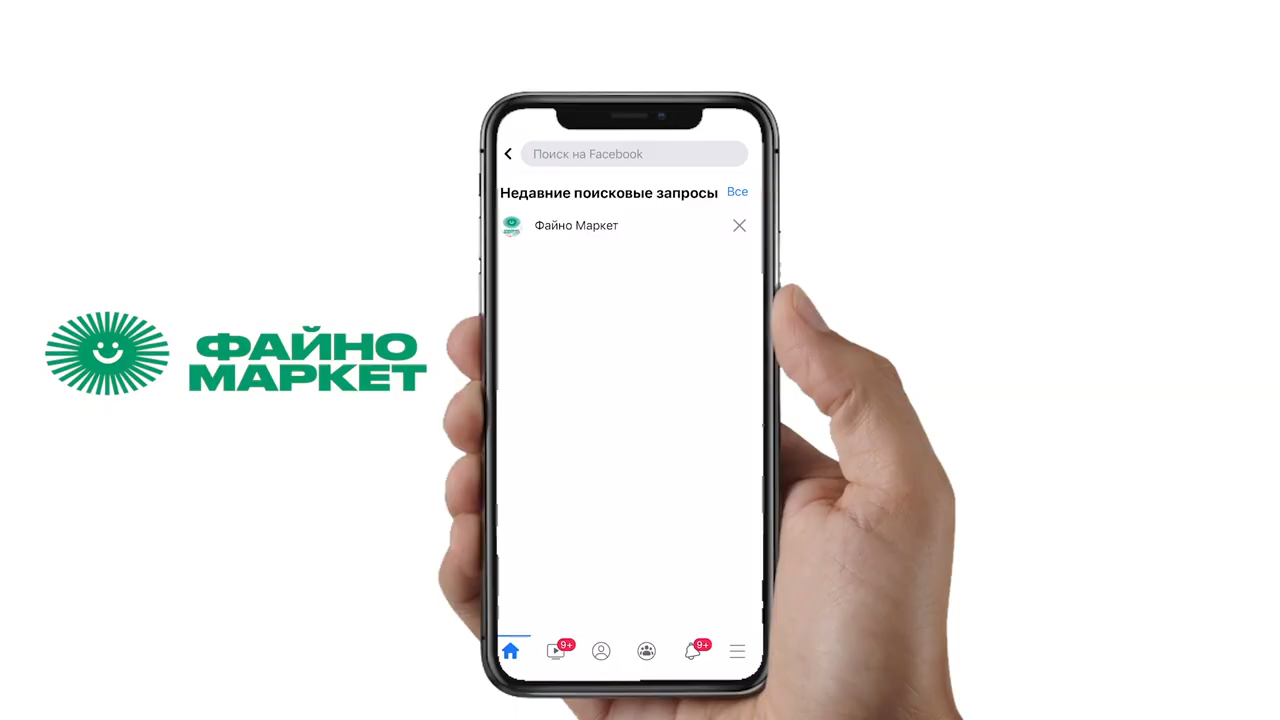 Поиск на Facebook
Недавние поисковые запросы Все
Файно Маркет
ФАЙНО
МАРКЕТ
9+ 9+